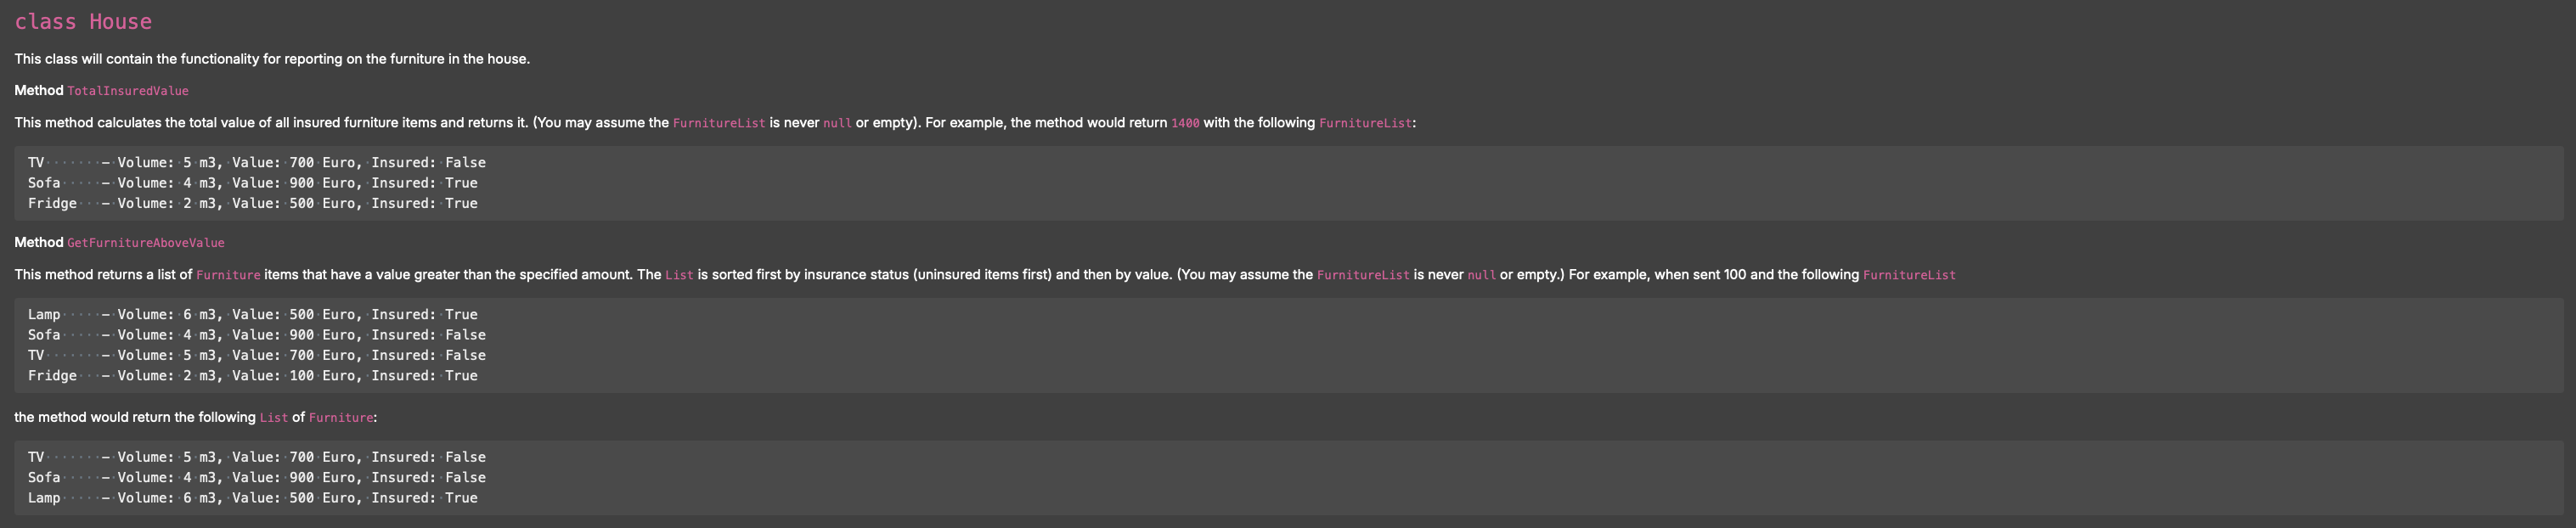 class House
This class will contain the functionality for reporting on the furniture in the house.
Method TotalInsuredValue
This method calculates the total value of all insured furniture items and returns it. (You may assume the FurnitureList is never null or empty). For example, the method would return 1400 with the following FurnitureList:
TV·······–·Volume:·5·m3,·Value:·700·Euro,·Insured:·False
Sofa·····–·Volume:·4·m3,·Value:·900·Euro,·Insured:·True
Fridge···–·Volume:·2·m3,·Value:·500·Euro,·Insured:·True
Method GetFurnitureAboveValue
This method returns a list of Furniture items that have a value greater than the specified amount. The List is sorted first by insurance status (uninsured items first) and then by value. (You may assume the FurnitureList is never null or empty.) For example, when sent 100 and the following FurnitureList
Lamp·····–·Volume:·6·m3,·Value:·500·Euro,·Insured:·True
Sofa·····–·Volume:·4·m3,·Value:·900·Euro,·Insured:·False
TV·······–·Volume:·5·m3,·Value:·700·Euro,·Insured:·False
Fridge···–·Volume:·2·m3,·Value:·100·Euro,·Insured:·True
the method would return the following List of Furniture:
TV·······–·Volume:·5·m3,·Value:·700·Euro,·Insured:·False
Sofa·····–·Volume:·4·m3,·Value:·900·Euro,·Insured:·False
Lamp·····–·Volume:·6·m3,·Value:·500·Euro,·Insured:·True